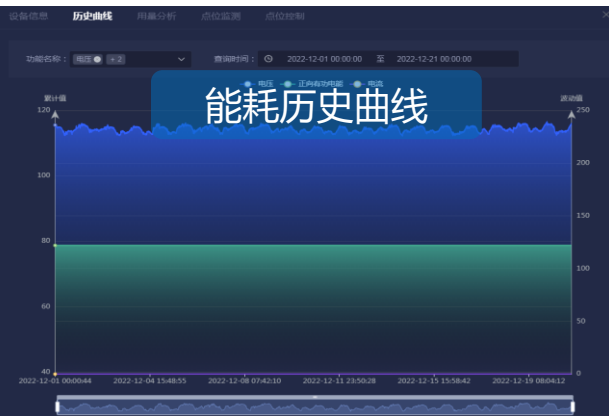 设备信息 历史曲线 用量分析 点位监测 点位控制
功能名称： 电压 + 2 查询时间： 2022-12-01 00:00:00 至 2022-12-21 00:00:00
电压 正向有功电能 电流
能耗历史曲线
累计值 波动值
120 250
200
100
150
80
100
60
50
40 0
2022-12-01 00:00:44 2022-12-04 15:48:55 2022-12-08 07:42:10 2022-12-11 23:50:28 2022-12-15 15:58:42 2022-12-19 08:04:12